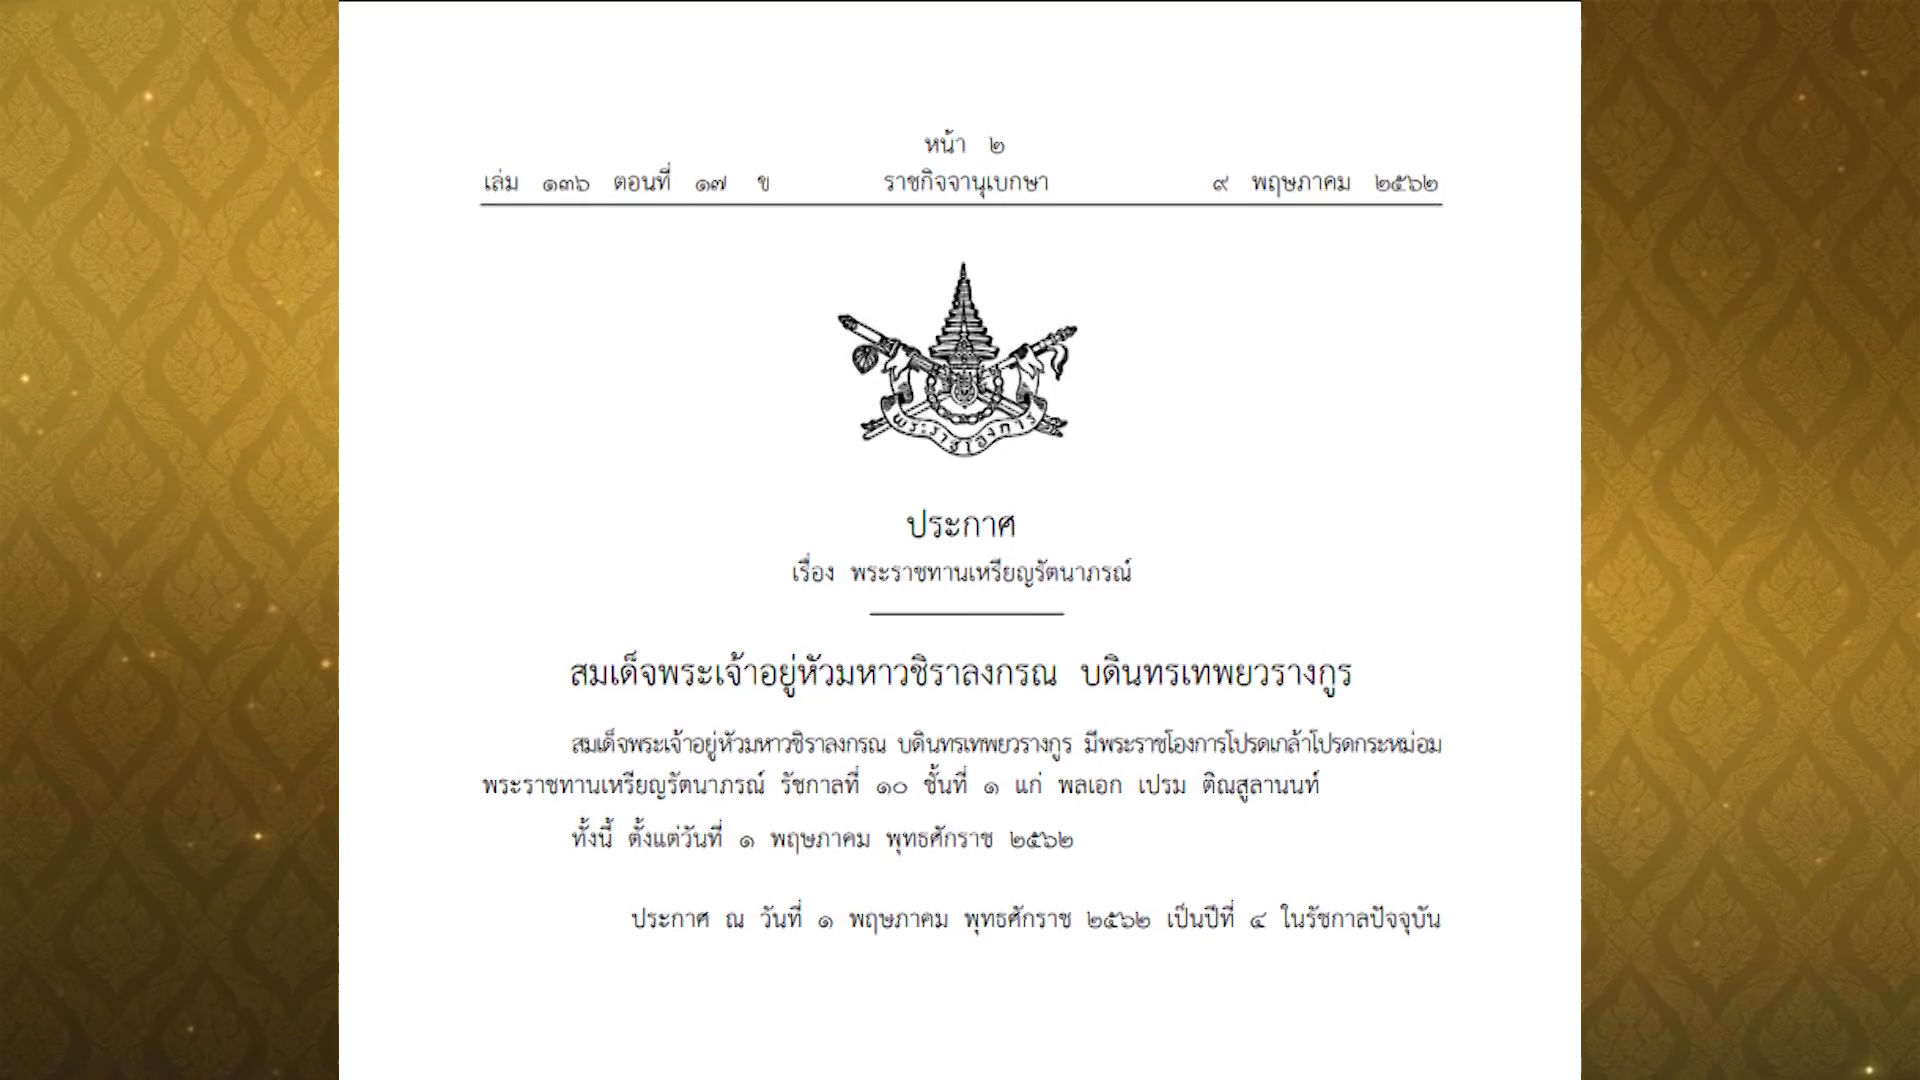 หน้า ๒
เล่ม ๑๓๖ ตอนที่ ๑๗ ข ราชกิจจานุเบกษา ๙ พฤษภาคม ๒๕๖๒
พระราชโองการ
ประกาศ
เรื่อง พระราชทานเหรียญรัตนาภรณ์
สมเด็จพระเจ้าอยู่หัวมหาวชิราลงกรณ บดินทรเทพยวรางกูร
สมเด็จพระเจ้าอยู่หัวมหาวชิราลงกรณ บดินทรเทพยวรางกูร มีพระราชโองการโปรดเกล้าโปรดกระหม่อม
พระราชทานเหรียญรัตนาภรณ์ รัชกาลที่ ๑๐ ชั้นที่ ๑ แก่ พลเอก เปรม ติณสูลานนท์
ทั้งนี้ ตั้งแต่วันที่ ๑ พฤษภาคม พุทธศักราช ๒๕๖๒
ประกาศ ณ วันที่ ๑ พฤษภาคม พุทธศักราช ๒๕๖๒ เป็นปีที่ ๔ ในรัชกาลปัจจุบัน